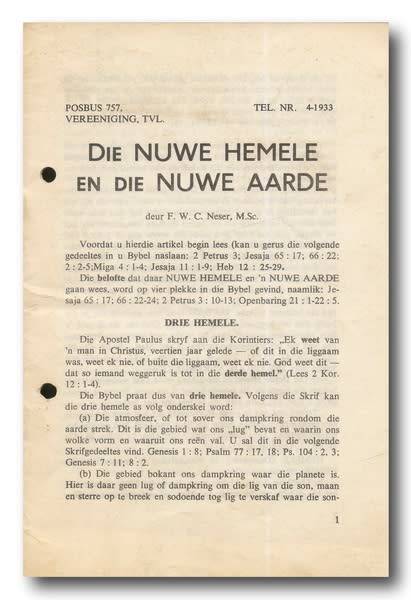 POSBUS 757, TEL. NR. 4-1933
VEREENIGING, TVL.
DIE NUWE HEMELE
EN DIE NUWE AARDE
deur F. W. C. Neser, M.Sc.
Voordat u hierdie artikel begin lees (kan u gerus die volgende
gedeeltes in u Bybel naslaan: 2 Petrus 3; Jesaja 65 : 17; 66 : 22;
2 : 2-5;Miga 4 : 1-4; Jesaja 11 : 1-9; Heb 12 : 25-29.
Die belofte dat daar NUWE HEMELE en 'n NUWE AARDE
gaan wees, word op vier plekke in die Bybel gevind, naamlik: Je-
saja 65 : 17; 66 : 22-24; 2 Petrus 3 : 10-13; Openbaring 21 : 1-22 : 5.
DRIE HEMELE.
Die Apostel Paulus skryf aan die Korintiers: „Ek weet van
'n man in Christus, veertien jaar gelede — of dit in die liggaam
was, weet ek nie, of buite die liggaam, weet ek nie. God weet dit —
dat so iemand weggeruk is tot in die derde hemel.” (Lees 2 Kor.
12 : 1-4).
Die Bybel praat dus van drie hemele. Volgens die Skrif kan
die drie hemele as volg onderskei word:
(a) Die atmosfeer, of tot sover ons dampkring rondom die
aarde strek. Dit is die gebied wat ons „lug” bevat en waarin ons
wolke vorm en waaruit ons reën val. U sal dit in die volgende
Skrifgedeeltes vind. Genesis 1 : 8; Psalm 77 : 17, 18; Ps. 104 : 2, 3;
Genesis 7 : 11; 8 : 2.
(b) Die gebied bokant ons dampkring waar die planete is.
Hier is daar geen lug of dampkring om die lig van die son, maan
en sterre op te breek en sodoende tog lig te verskaf waar die son-
1